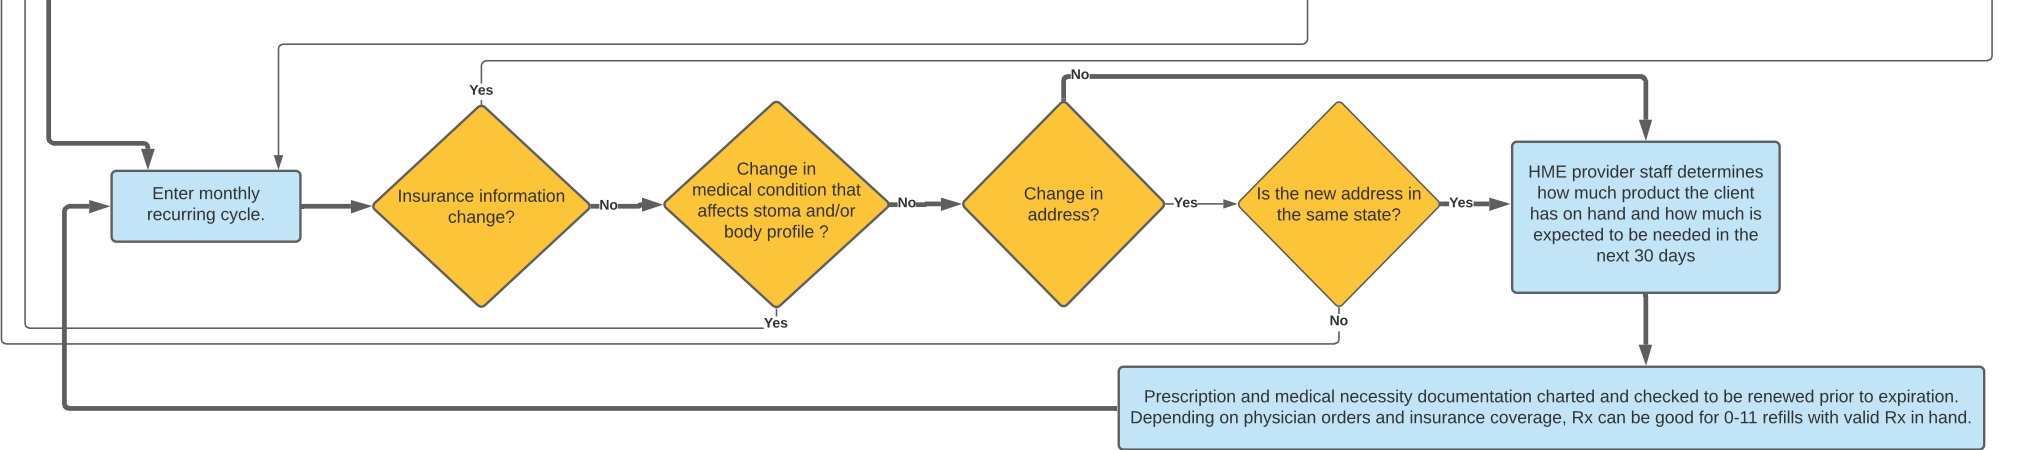 Yes
No
Enter monthly
recurring cycle.
Insurance information
change?
No
Change in
medical condition that
affects stoma and/or
body profile ?
No
Change in
address?
Yes
Is the new address in
the same state?
Yes
HME provider staff determines
how much product the client
has on hand and how much is
expected to be needed in the
next 30 days
Yes
No
Prescription and medical necessity documentation charted and checked to be renewed prior to expiration.
Depending on physician orders and insurance coverage, Rx can be good for 0-11 refills with valid Rx in hand.